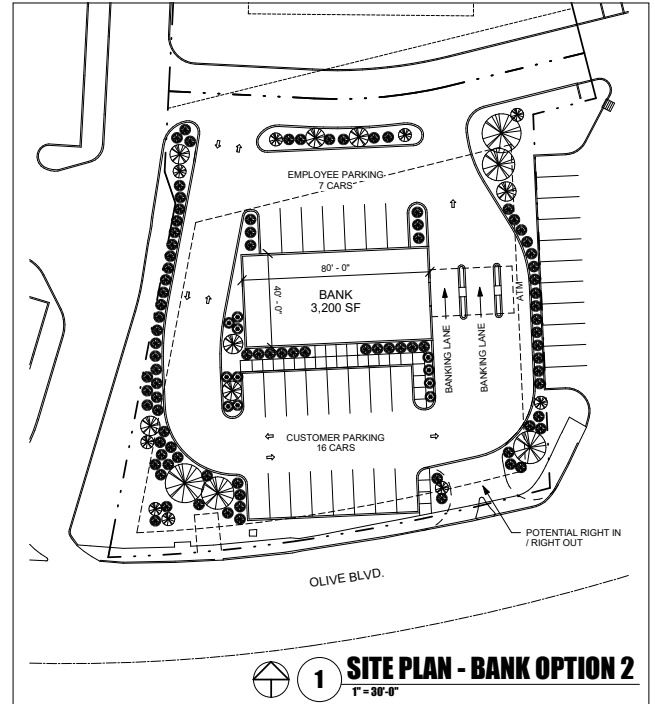 EMPLOYEE PARKING
7 CARS
80' - 0"
40' - 0"
BANK
3,200 SF
BANKING LANE
BANKING LANE
ATM
CUSTOMER PARKING
16 CARS
POTENTIAL RIGHT IN
/ RIGHT OUT
OLIVE BLVD.
1
SITE PLAN - BANK OPTION 2
1" = 30'-0"